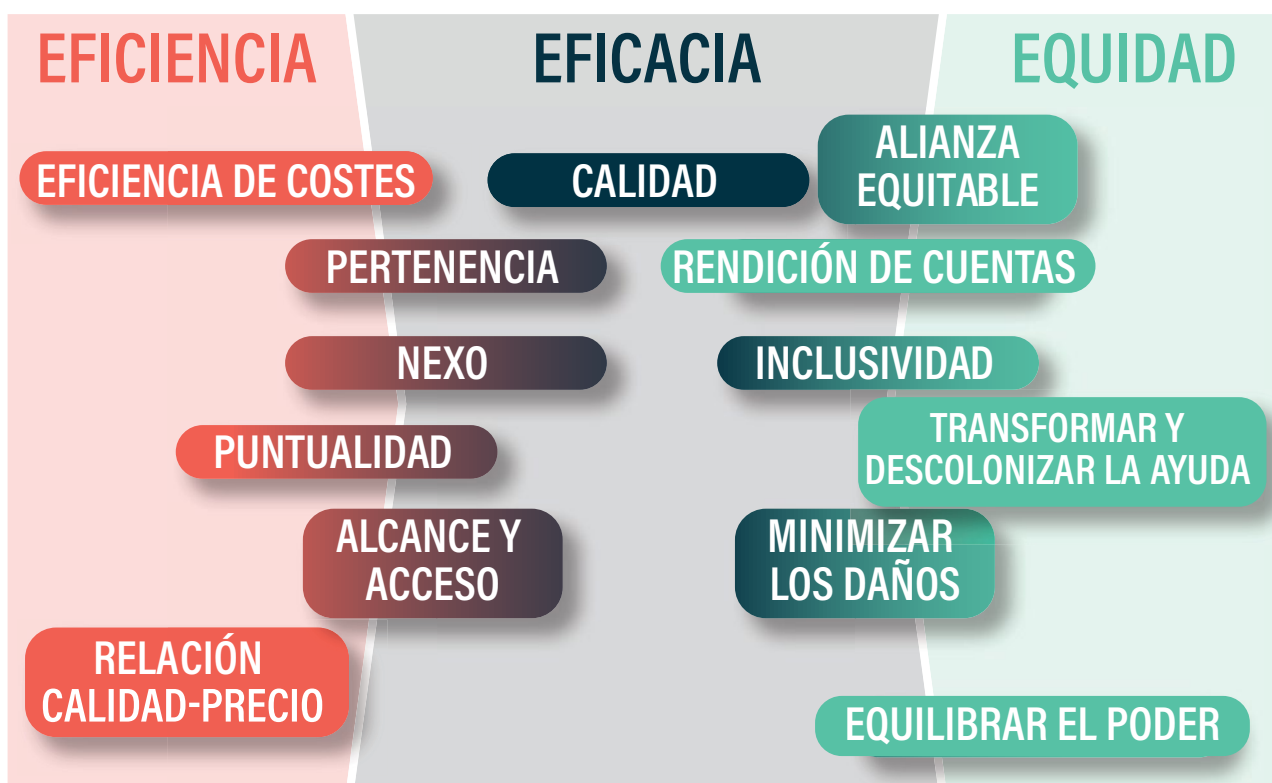 EFICIENCIA
EFICACIA
EQUIDAD
EFICIENCIA DE COSTES
CALIDAD
ALIANZA
EQUITABLE
PERTENENCIA
RENDICIÓN DE CUENTAS
NEXO
INCLUSIVIDAD
PUNTUALIDAD
TRANSFORMAR Y
DESCOLONIZAR LA AYUDA
ALCANCE Y
ACCESO
MINIMIZAR
LOS DAÑOS
RELACIÓN
CALIDAD-PRECIO
EQUILIBRAR EL PODER